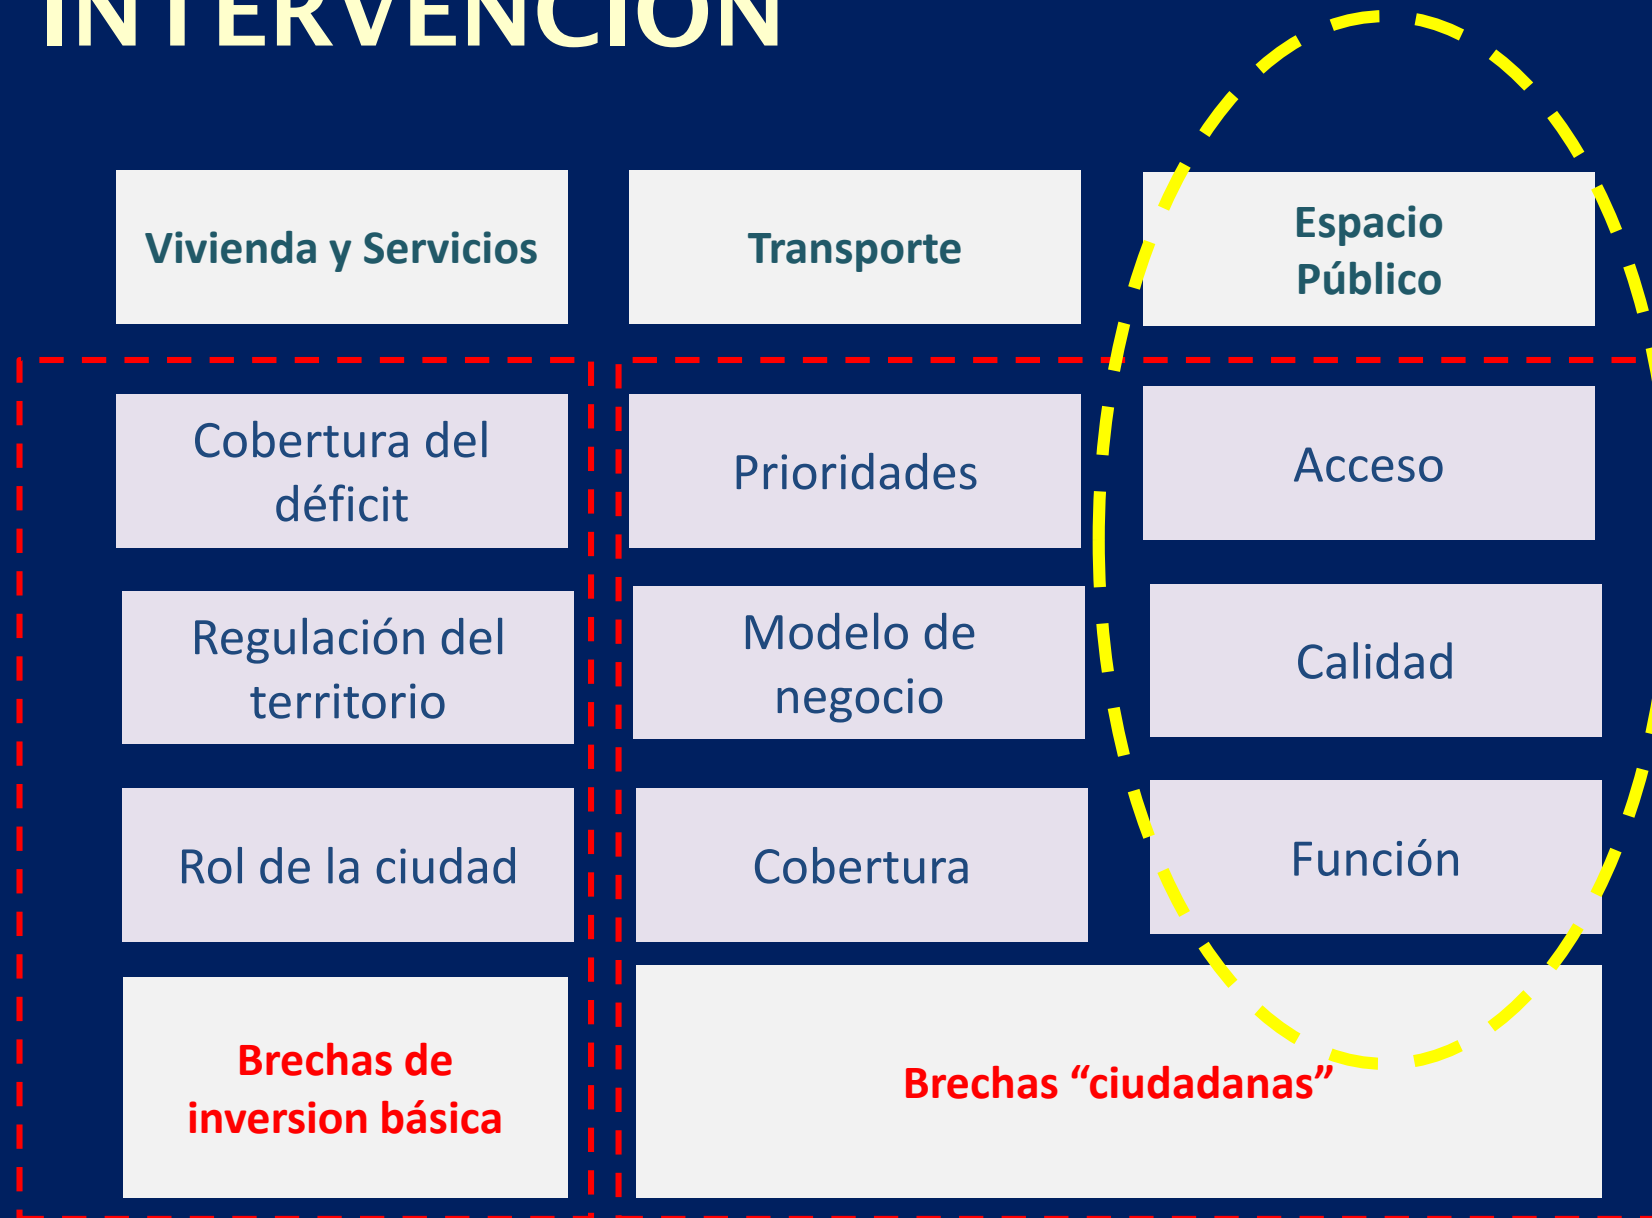 INTERVENCIÓN
Vivienda y Servicios
Transporte
Espacio
Público
Cobertura del
déficit
Prioridades
Acceso
Regulación del
territorio
Modelo de
negocio
Calidad
Rol de la ciudad
Cobertura
Función
Brechas de
inversion básica
Brechas “ciudadanas”